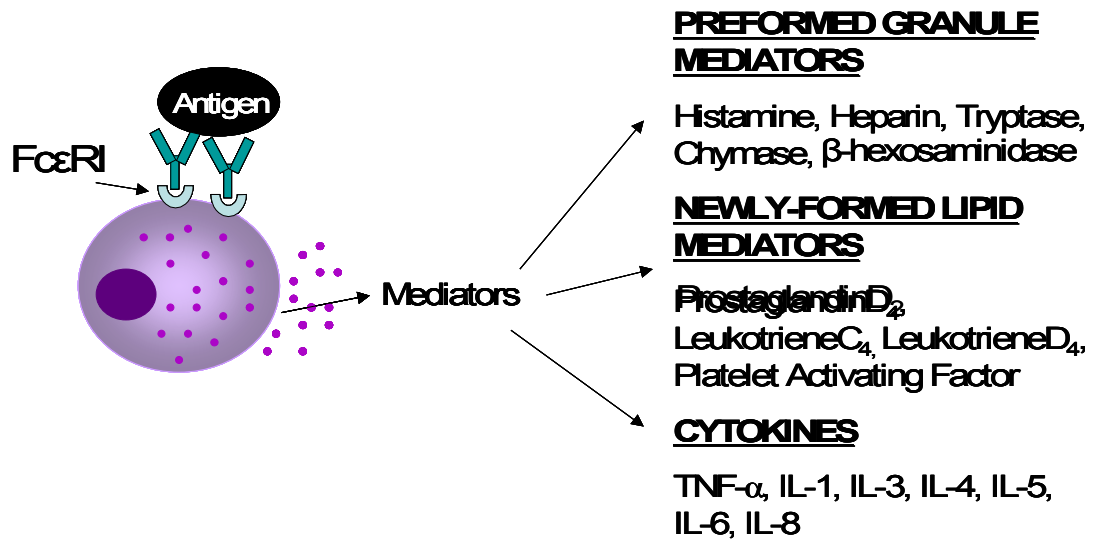 Antigen
FcεRI
Mediators
PREFORMED GRANULE
MEDIATORS
Histamine, Heparin, Tryptase,
Chymase, β-hexosaminidase
NEWLY-FORMED LIPID
MEDIATORS
ProstaglandinD₂,
LeukotrieneC₄, LeukotrieneD₄,
Platelet Activating Factor
CYTOKINES
TNF-α, IL-1, IL-3, IL-4, IL-5,
IL-6, IL-8